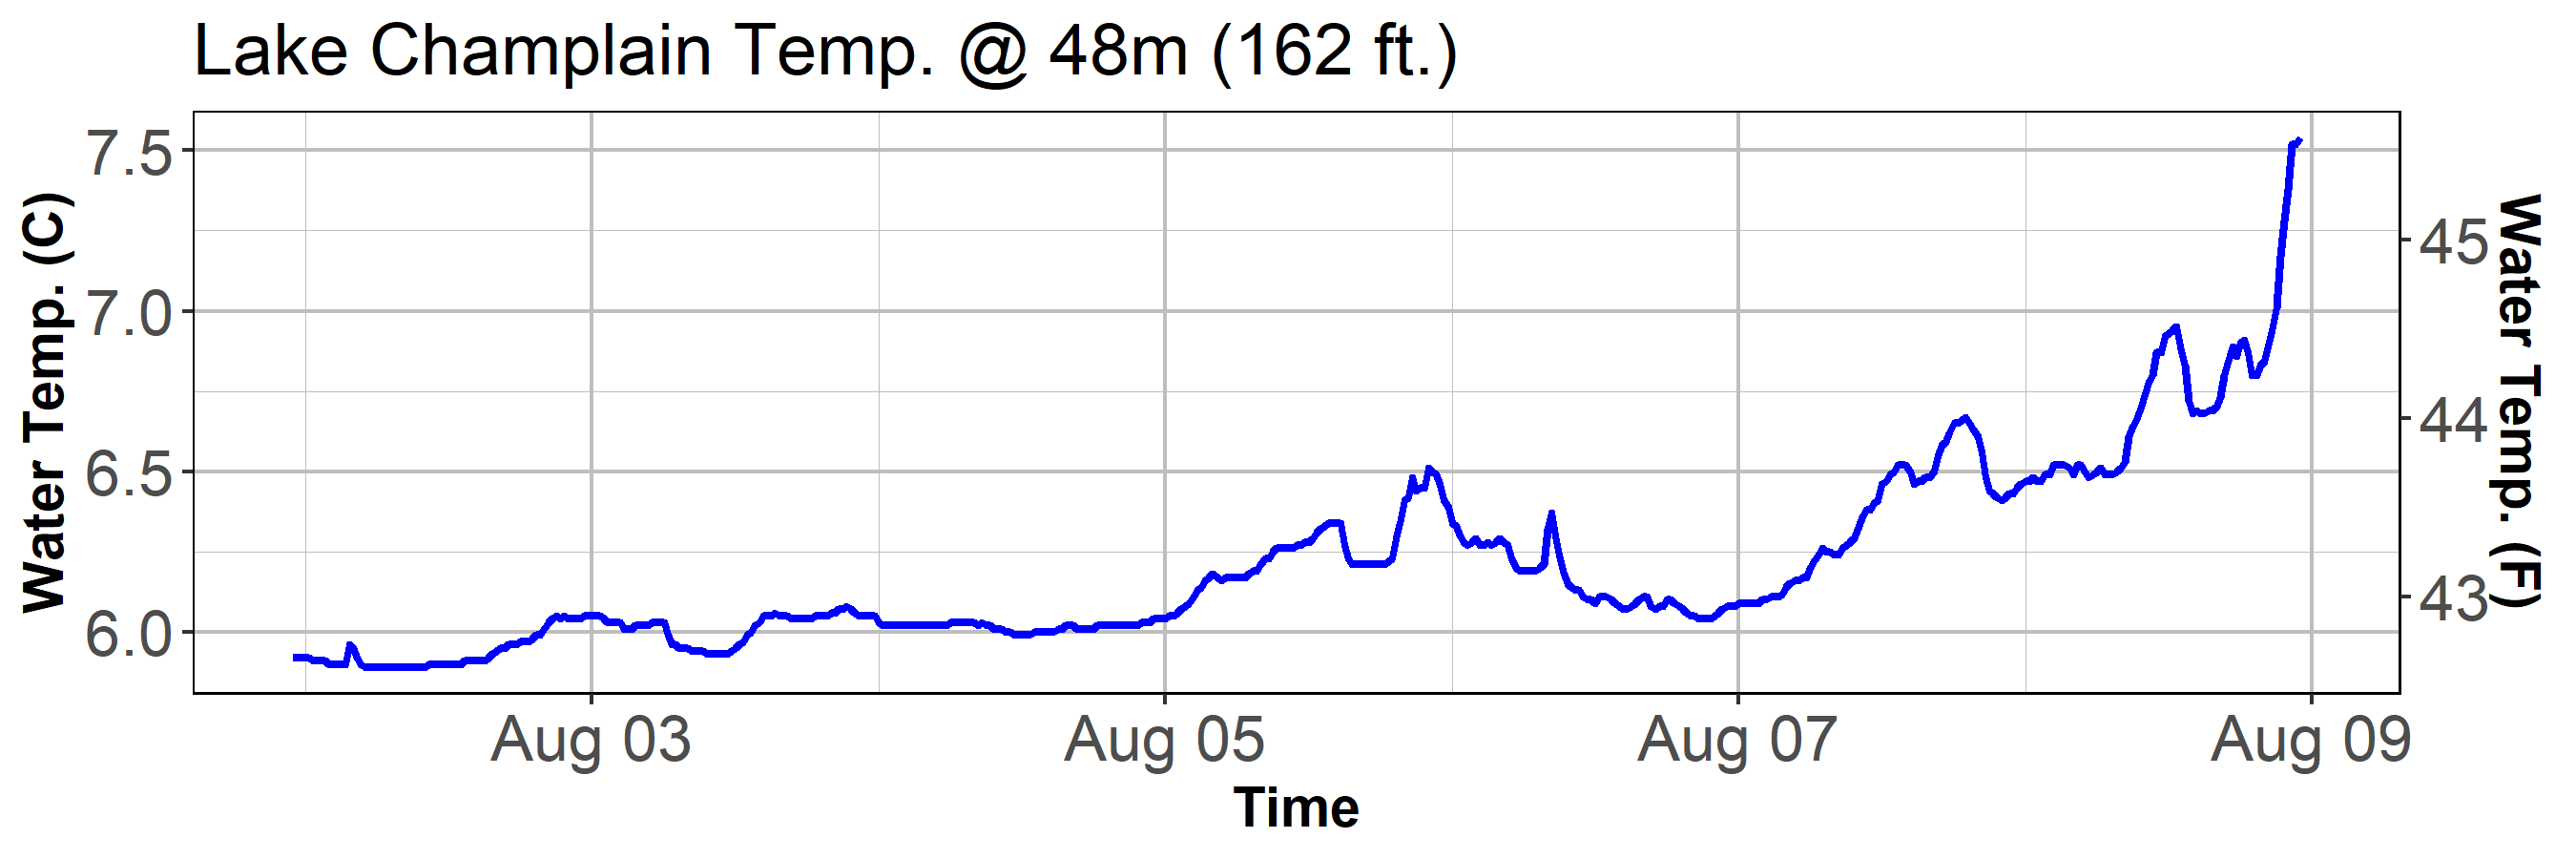 Lake Champlain Temp. @ 48m (162 ft.)
Water Temp. (C)
7.5
7.0
6.5
6.0
45
44
43
Water Temp. (F)
Aug 03
Aug 05
Aug 07
Aug 09
Time